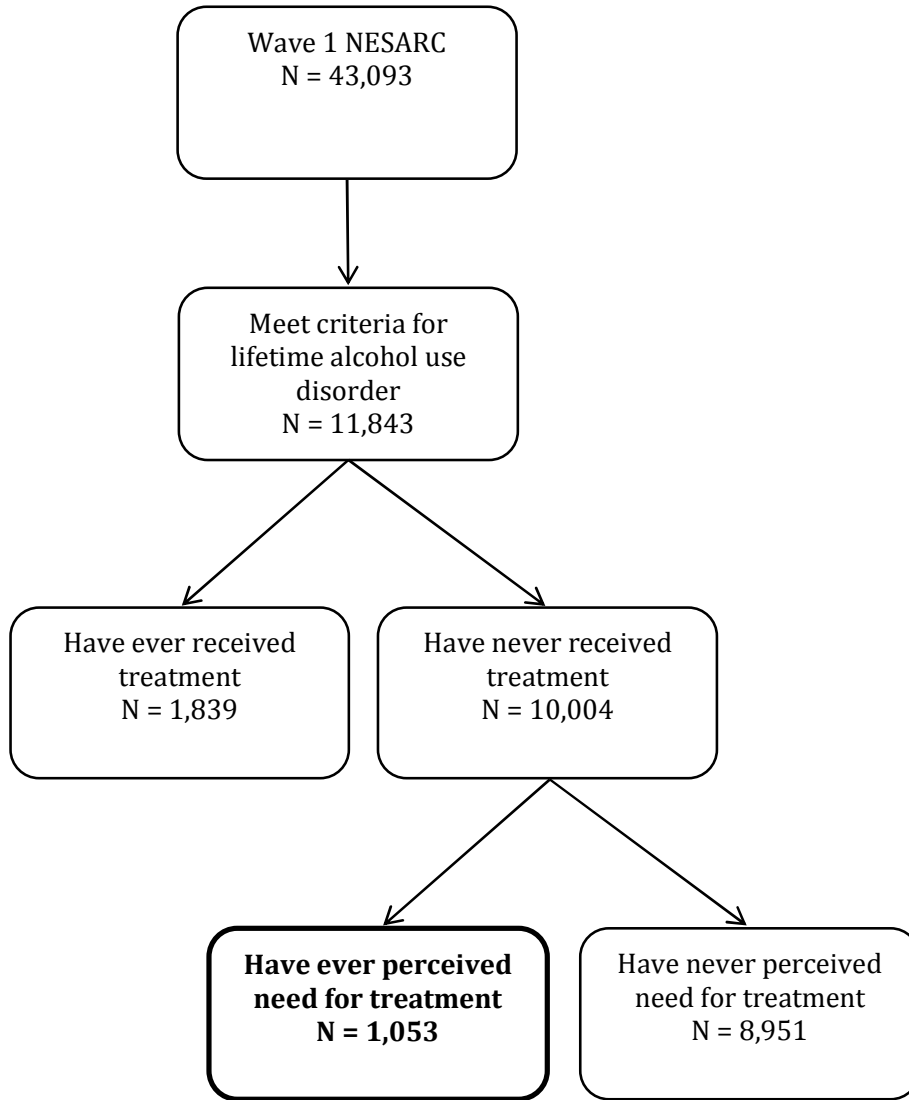 Wave 1 NESARC
N = 43,093
Meet criteria for
lifetime alcohol use
disorder
N = 11,843
Have ever received
treatment
N = 1,839
Have never received
treatment
N = 10,004
Have ever perceived
need for treatment
N = 1,053
Have never perceived
need for treatment
N = 8,951